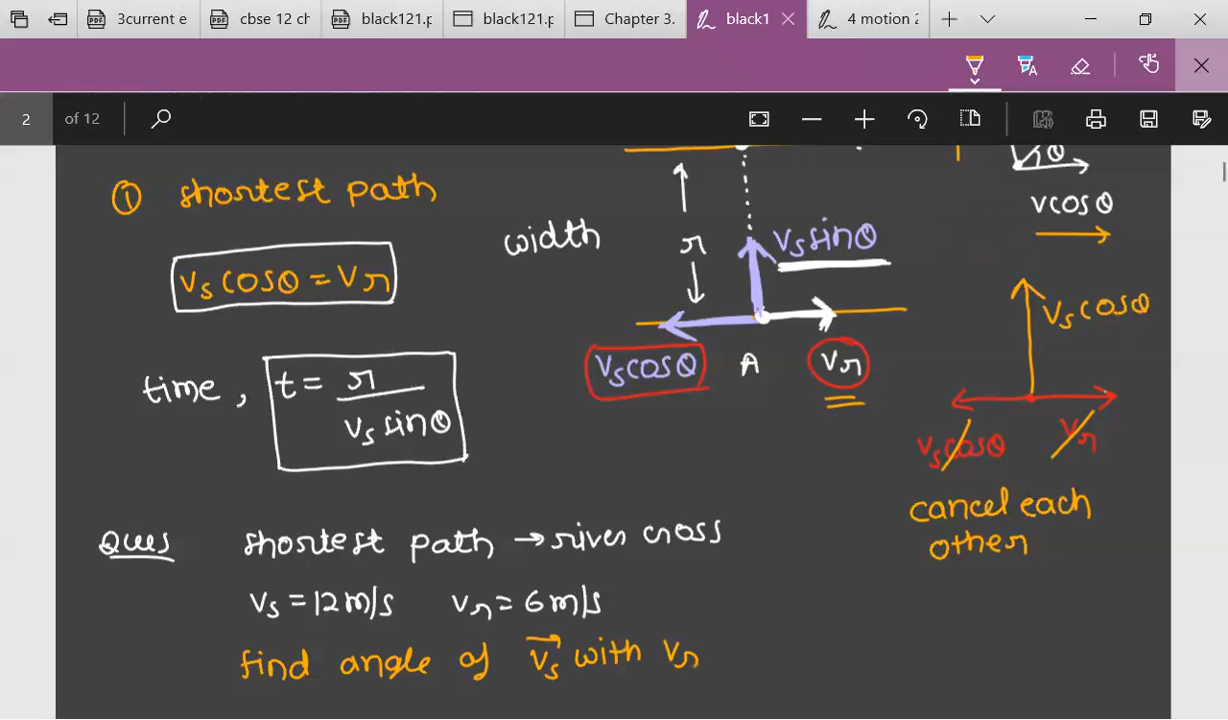 3current e
cbse 12 ch
black121.p
black121.p
Chapter 3.
black1
4 motion 2
2 of 12
① shortest path
width
r
Vs sinθ
θ
vcosθ
Vs cosθ = Vr
Vs cosθ
A
Vr
Vs cosθ
time, t = r / Vs sinθ
Vs cosθ
Vr
cancel each
other
Ques shortest path → river cross
Vs = 12m/s Vr = 6m/s
find angle of Vs with Vr